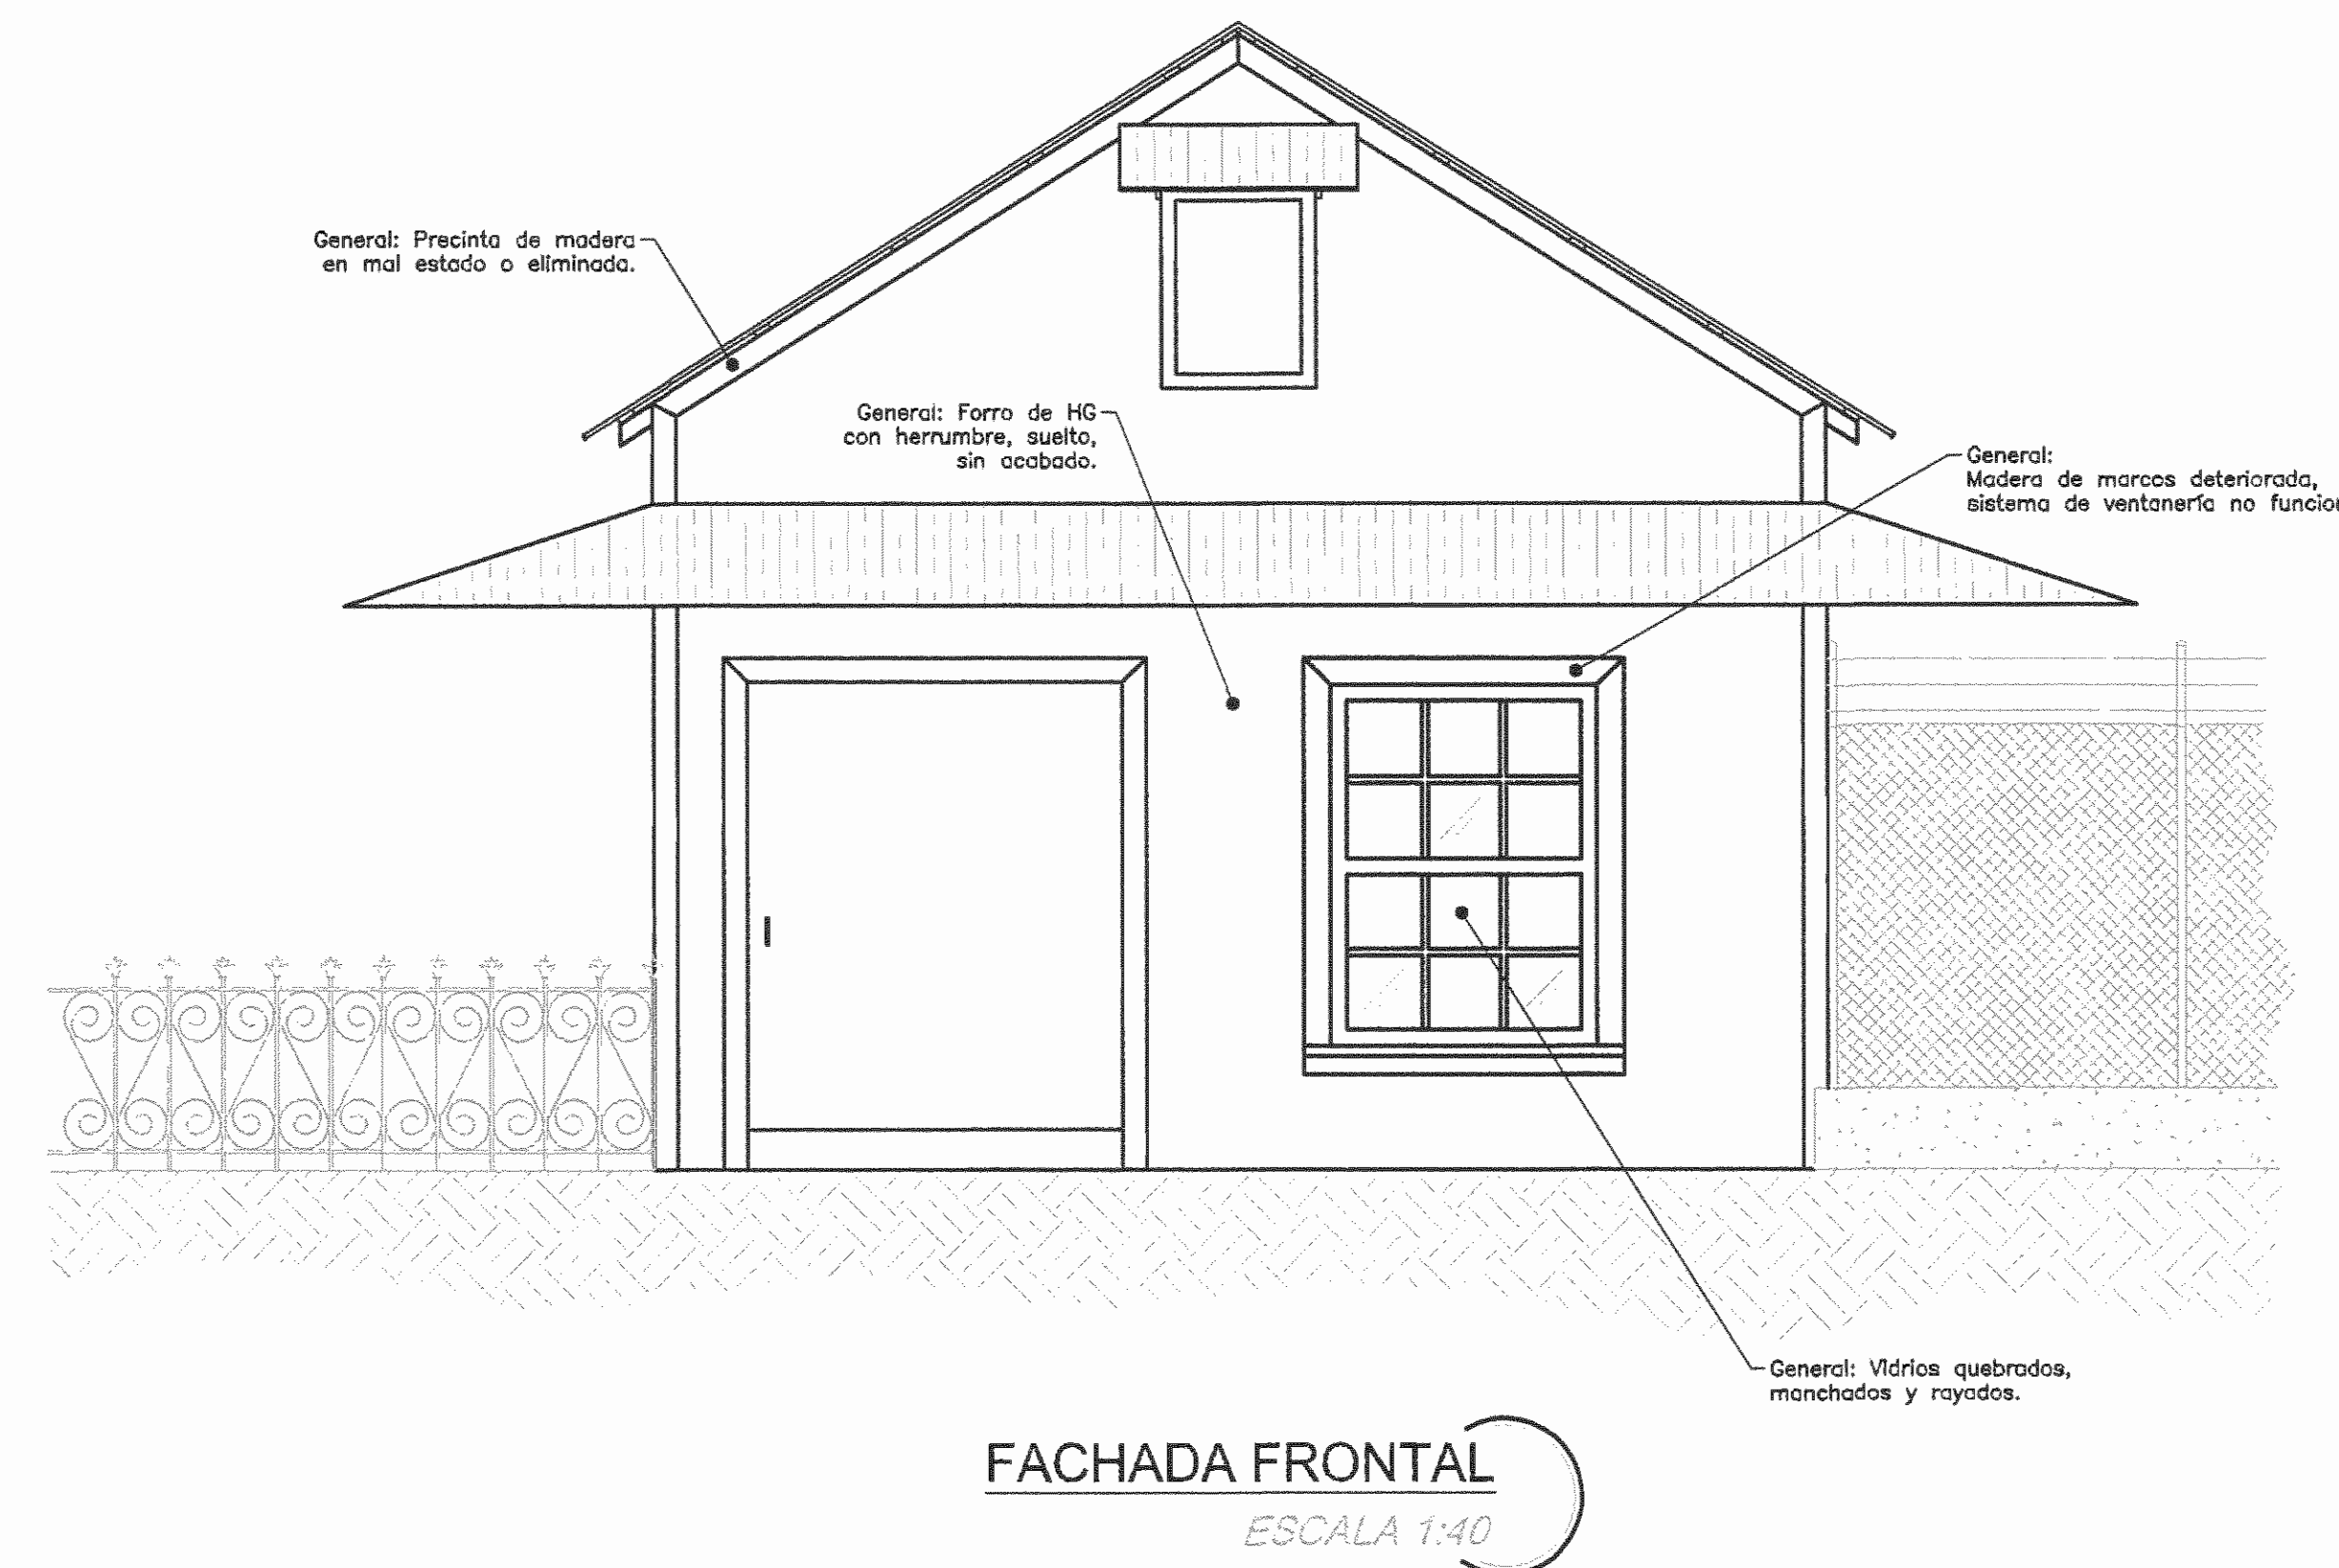 General: Precinta de madera
en mal estado o eliminada.
General: Forro de HG
con herrumbre, suelto,
sin acabado.
General:
Madera de marcos deteriorada,
sistema de ventanería no
General: Vidrios quebrados,
manchados y rayados.
FACHADA FRONTAL
ESCALA 1:40